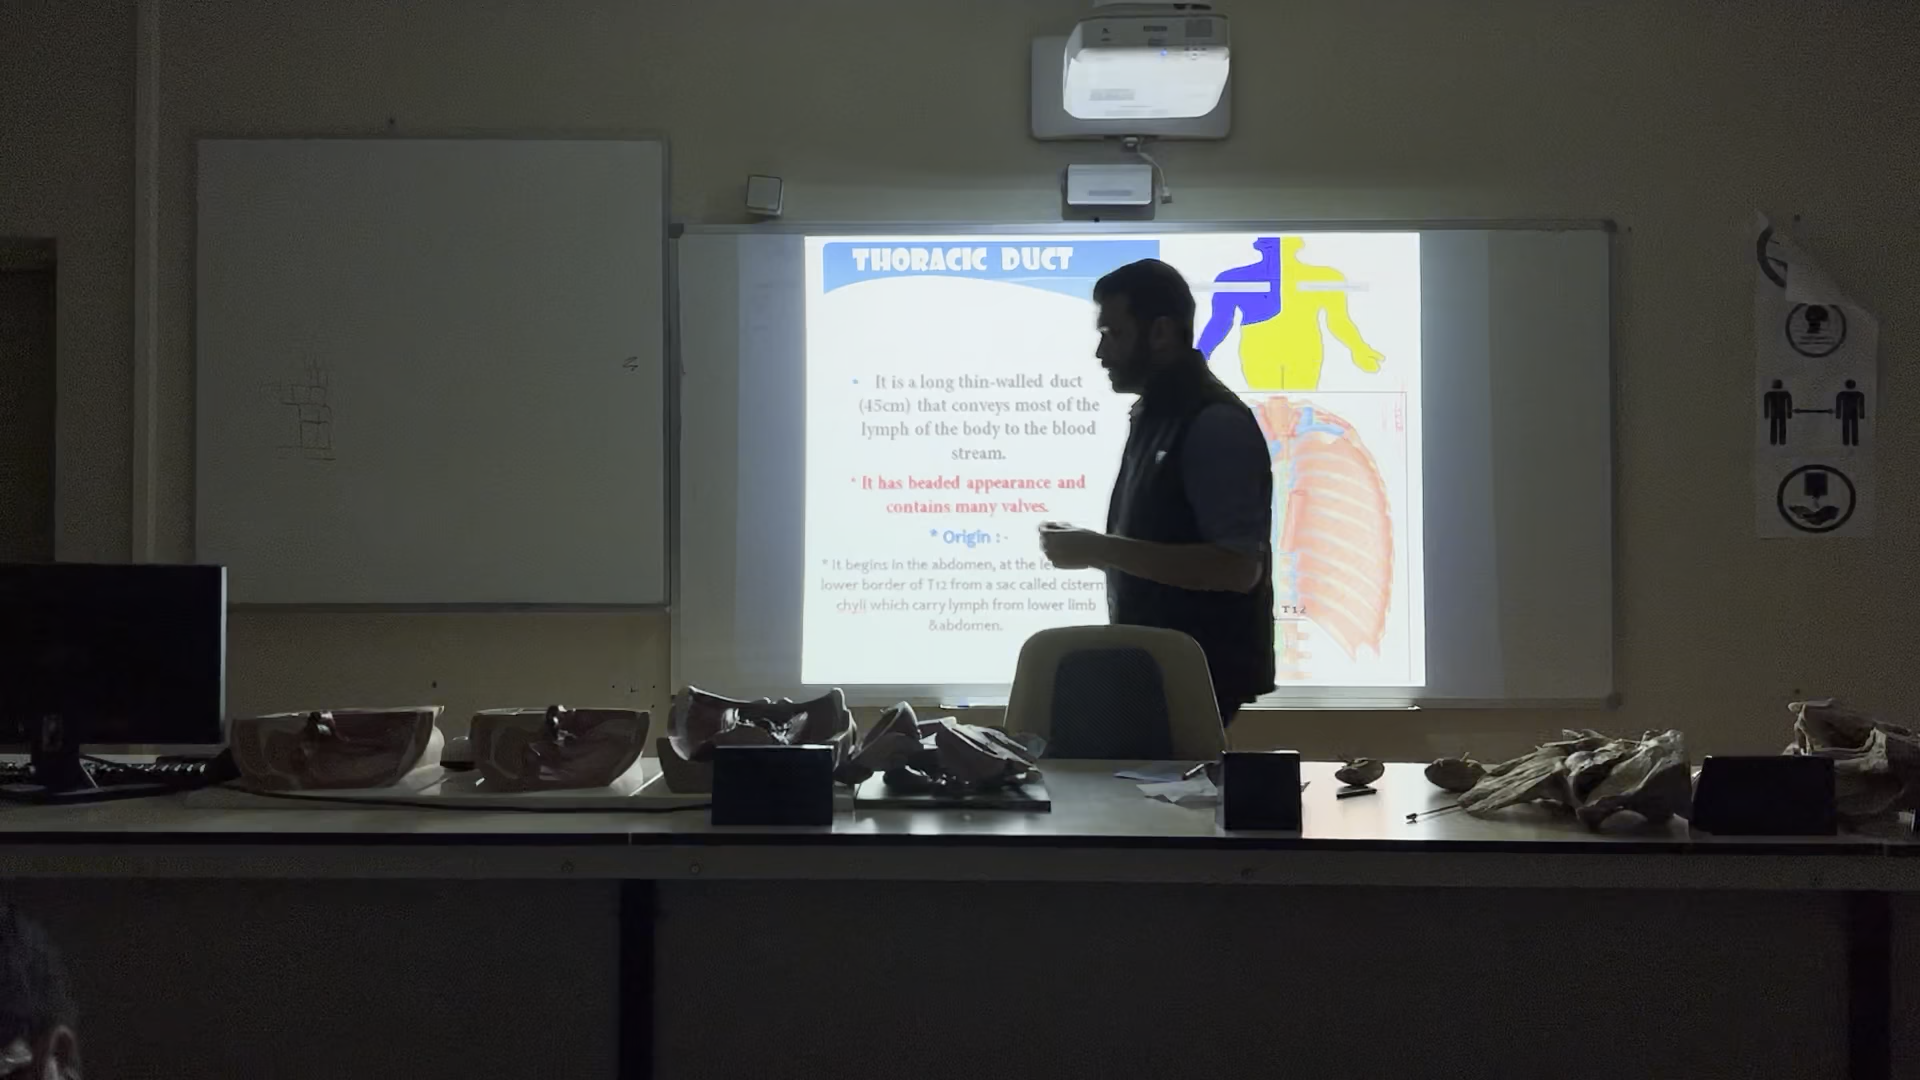 THORACIC DUCT
• It is a long thin-walled duct
(45cm) that conveys most of the
lymph of the body to the blood
stream.
* It has beaded appearance and
contains many valves.
* Origin : -
* It begins in the abdomen, at the
lower border of T12 from a sac called cistern
chyli which carry lymph from lower limb
&abdomen.
T12